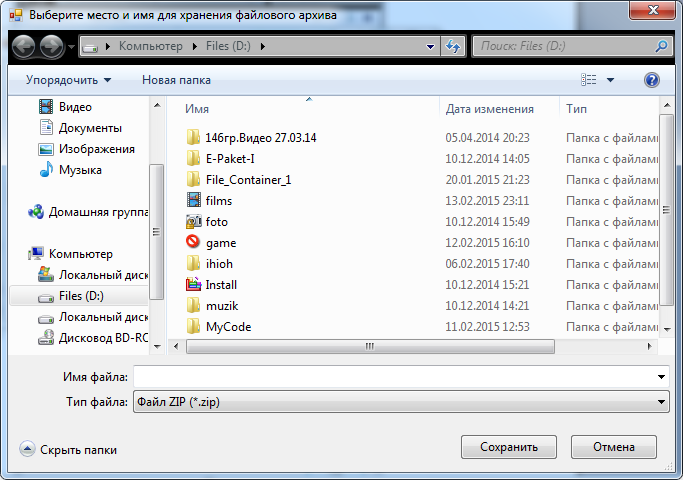 Выберите место и имя для хранения файлового архива
Компьютер Files (D:) Поиск: Files (D:)
Упорядочить Новая папка
Видео
Документы
Изображения
Музыка
Домашняя группа
Компьютер
Локальный диск
Files (D:)
Локальный диск
Дисковод BD-RO
Имя Дата изменения Тип
146гр.Видео 27.03.14 05.04.2014 20:23 Папка с файлами
E-Paket-I 10.12.2014 14:05 Папка с файлами
File_Container_1 20.01.2015 21:23 Папка с файлами
films 13.02.2015 23:11 Папка с файлами
foto 10.12.2014 15:49 Папка с файлами
game 12.02.2015 16:10 Папка с файлами
ihioh 06.02.2015 17:40 Папка с файлами
Install 10.12.2014 15:21 Папка с файлами
muzik 10.12.2014 14:21 Папка с файлами
MyCode 11.02.2015 12:53 Папка с файлами
Имя файла:
Тип файла: Файл ZIP (*.zip)
Скрыть папки Сохранить Отмена